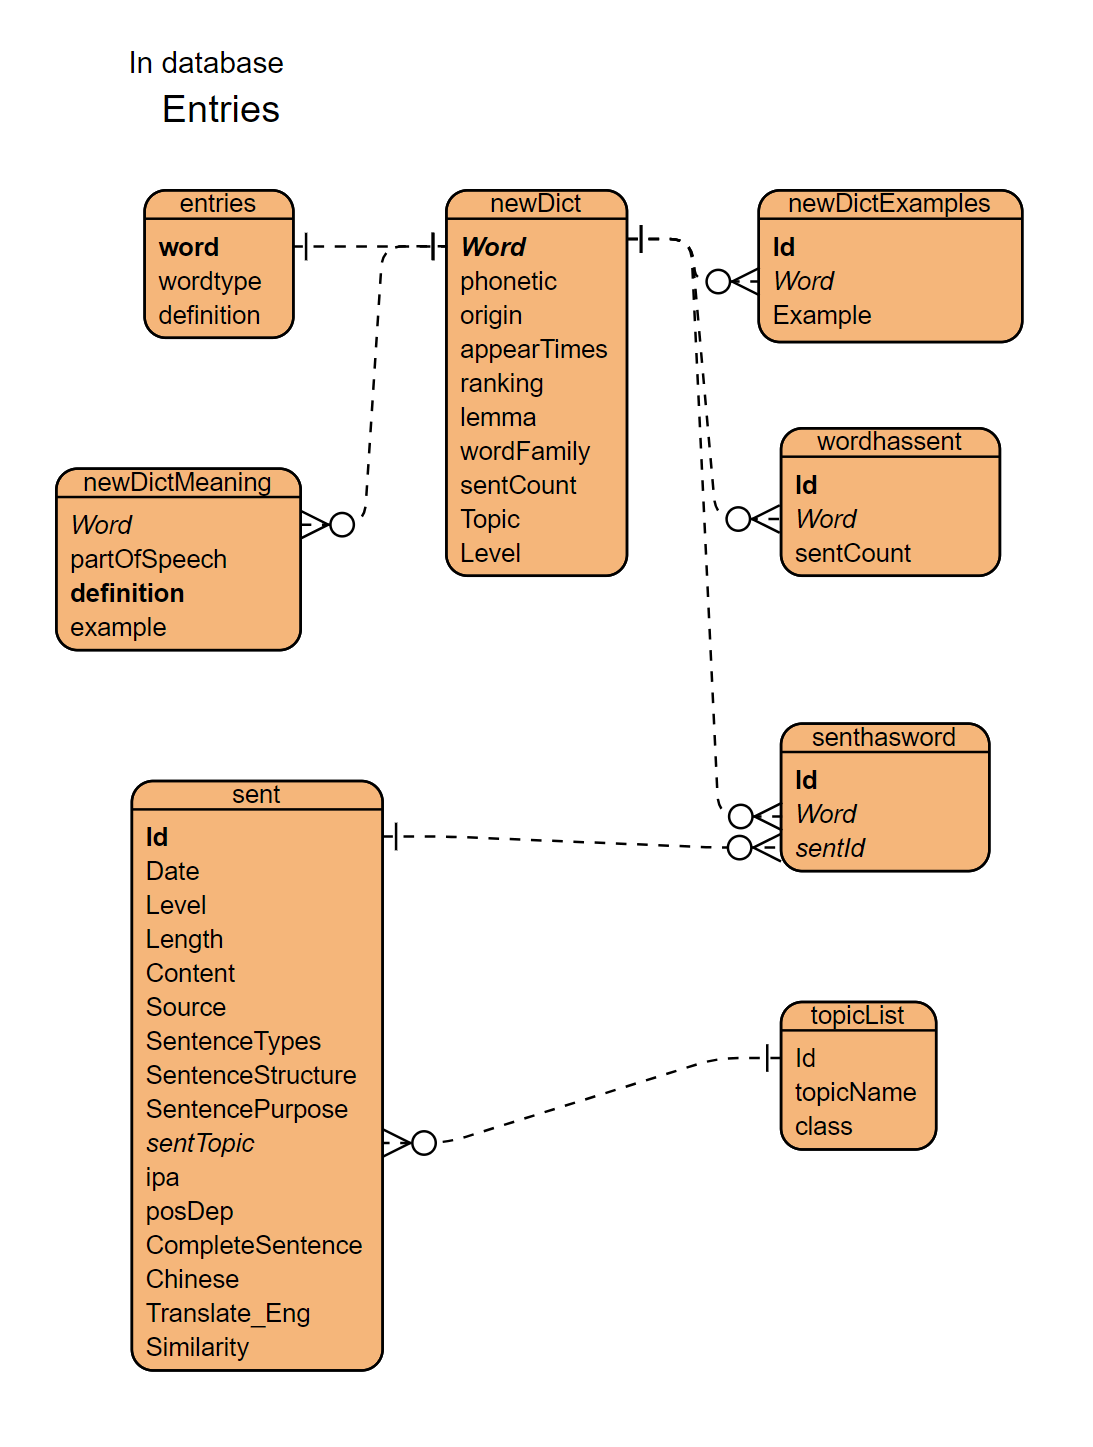 In database
Entries
entries
word
wordtype
definition
newDict
Word
phonetic
origin
appearTimes
ranking
lemma
wordFamily
sentCount
Topic
Level
newDictExamples
Id
Word
Example
wordhassent
Id
Word
sentCount
newDictMeaning
Word
partOfSpeech
definition
example
senthasword
Id
Word
sentId
sent
Id
Date
Level
Length
Content
Source
SentenceTypes
SentenceStructure
SentencePurpose
sentTopic
ipa
posDep
CompleteSentence
Chinese
Translate_Eng
Similarity
topicList
Id
topicName
class